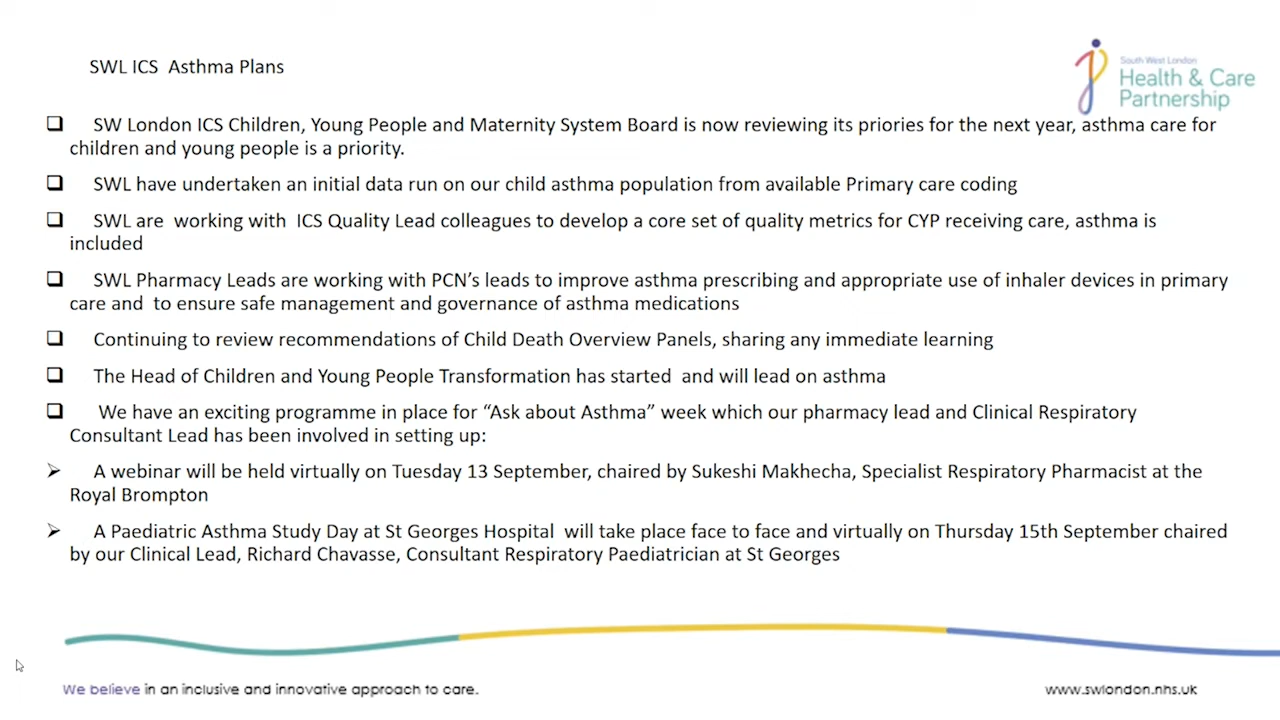 SWL ICS Asthma Plans
South West London
Health & Care
Partnership
❑ SW London ICS Children, Young People and Maternity System Board is now reviewing its priories for the next year, asthma care for
children and young people is a priority.
❑ SWL have undertaken an initial data run on our child asthma population from available Primary care coding
❑ SWL are working with ICS Quality Lead colleagues to develop a core set of quality metrics for CYP receiving care, asthma is
included
❑ SWL Pharmacy Leads are working with PCN’s leads to improve asthma prescribing and appropriate use of inhaler devices in primary
care and to ensure safe management and governance of asthma medications
❑ Continuing to review recommendations of Child Death Overview Panels, sharing any immediate learning
❑ The Head of Children and Young People Transformation has started and will lead on asthma
❑ We have an exciting programme in place for “Ask about Asthma” week which our pharmacy lead and Clinical Respiratory
Consultant Lead has been involved in setting up:
➢ A webinar will be held virtually on Tuesday 13 September, chaired by Sukeshi Makhecha, Specialist Respiratory Pharmacist at the
Royal Brompton
➢ A Paediatric Asthma Study Day at St Georges Hospital will take place face to face and virtually on Thursday 15th September chaired
by our Clinical Lead, Richard Chavasse, Consultant Respiratory Paediatrician at St Georges
We believe in an inclusive and innovative approach to care.
www.swlondon.nhs.uk